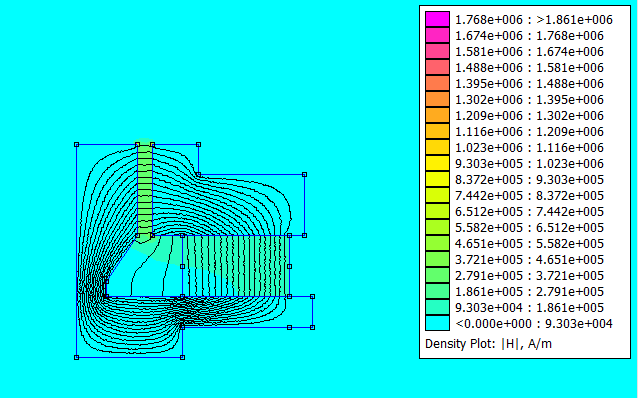 1.768e+006 : >1.861e+006
1.674e+006 : 1.768e+006
1.581e+006 : 1.674e+006
1.488e+006 : 1.581e+006
1.395e+006 : 1.488e+006
1.302e+006 : 1.395e+006
1.209e+006 : 1.302e+006
1.116e+006 : 1.209e+006
1.023e+006 : 1.116e+006
9.303e+005 : 1.023e+006
8.372e+005 : 9.303e+005
7.442e+005 : 8.372e+005
6.512e+005 : 7.442e+005
5.582e+005 : 6.512e+005
4.651e+005 : 5.582e+005
3.721e+005 : 4.651e+005
2.791e+005 : 3.721e+005
1.861e+005 : 2.791e+005
9.303e+004 : 1.861e+005
<0.000e+000 : 9.303e+004
Density Plot: |H|, A/m